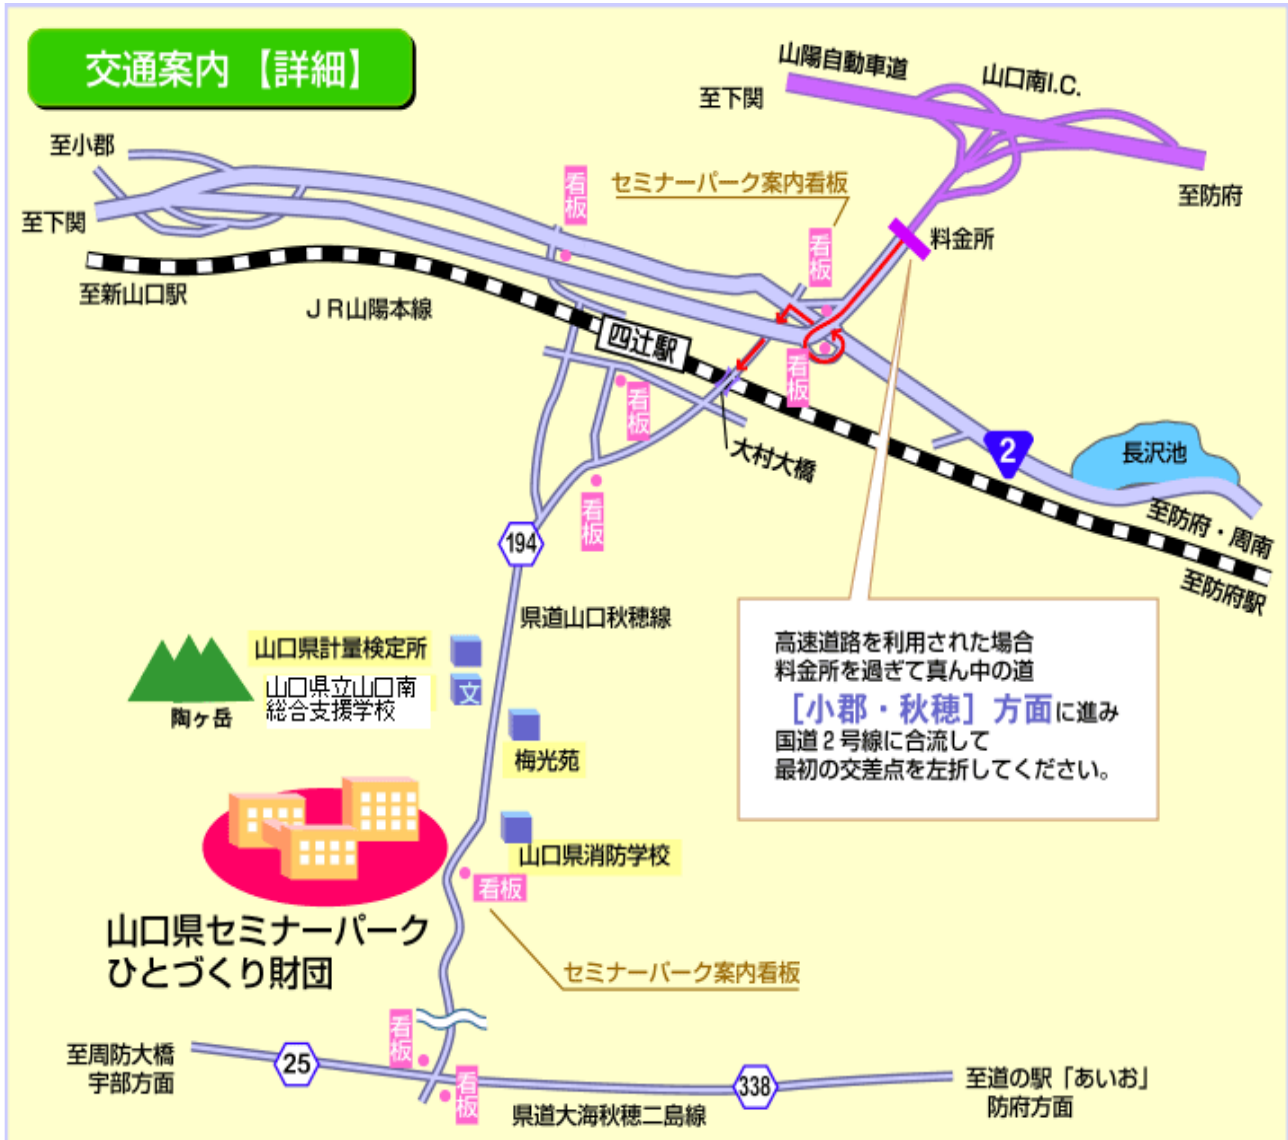 交通案内【詳細】
山陽自動車道
山口南I.C.
至下関
至小郡
至下関
至防府
セミナーパーク案内看板
看板
看板
料金所
至新山口駅
JR山陽本線
四辻駅
看板
看板
大村大橋
2
長沢池
看板
至防府・周南
至防府駅
194
県道山口秋穂線
高速道路を利用された場合
料金所を過ぎて真ん中の道
[小郡・秋穂]方面に進み
国道2号線に合流して
最初の交差点を左折してください。
山口県計量検定所
山口県立山口南
総合支援学校
文
陶ヶ岳
梅光苑
山口県消防学校
看板
山口県セミナーパーク
ひとづくり財団
セミナーパーク案内看板
看板
至周防大橋
宇部方面
25
看板
338
県道大海秋穂二島線
至道の駅「あいお」
防府方面